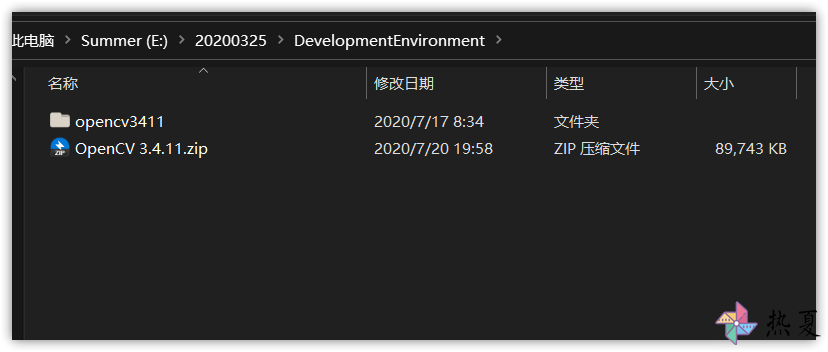 此电脑 > Summer (E:) > 20200325 > DevelopmentEnvironment >
名称 修改日期 类型 大小
opencv3411 2020/7/17 8:34 文件夹
OpenCV 3.4.11.zip 2020/7/20 19:58 ZIP 压缩文件 89,743 KB
热夏